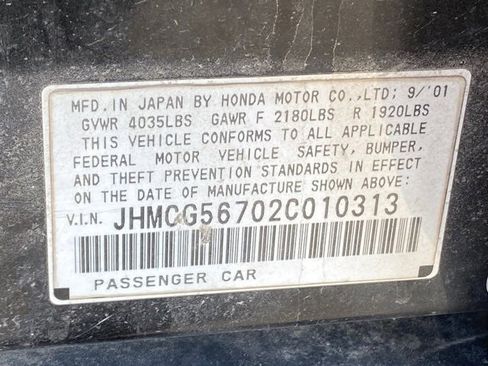 MFD. IN JAPAN BY HONDA MOTOR CO., LTD; 9/'01
GVWR 4035LBS GAWR F 2180LBS R 1920LBS
THIS VEHICLE CONFORMS TO ALL APPLICABLE
FEDERAL MOTOR VEHICLE SAFETY, BUMPER,
AND THEFT PREVENTION STANDARDS IN EFFECT
ON THE DATE OF MANUFACTURE SHOWN ABOVE:
V.I.N. JHMCG56702C010313
PASSENGER CAR